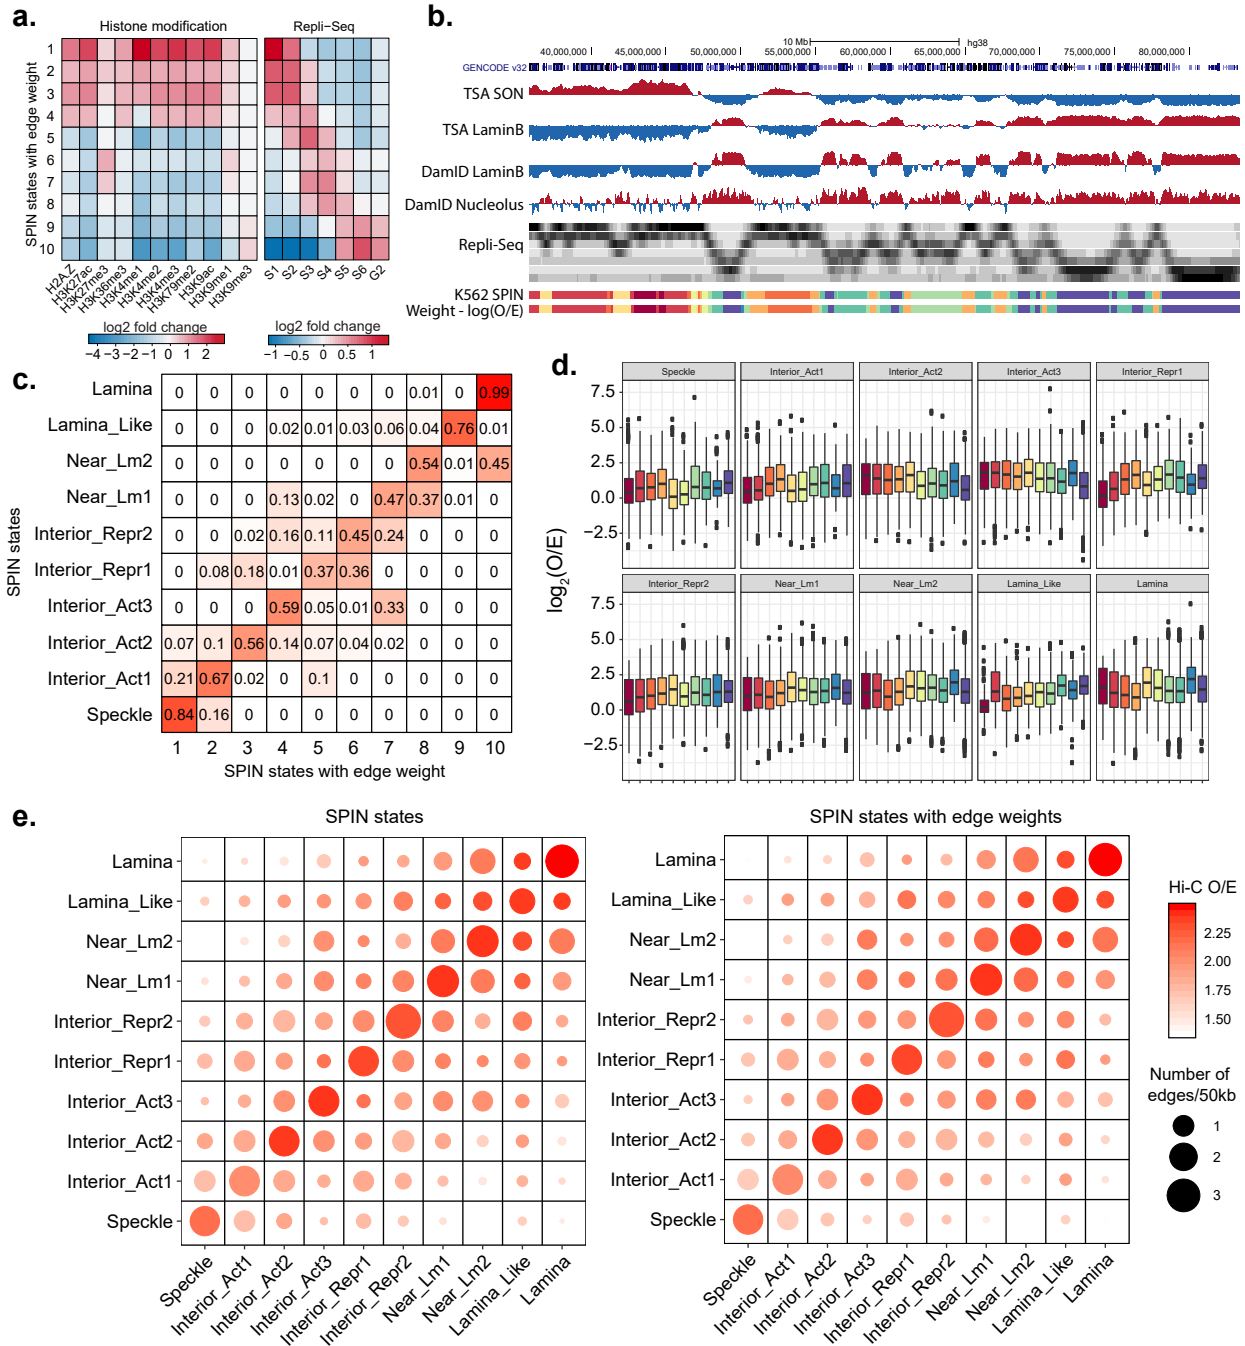 a.
Histone modification
Repli−Seq
SPIN states with edge weight
1
2
3
4
5
6
7
8
9
10
H2A.Z
H3K27ac
H3K27me3
H3K36me3
H3K4me1
H3K4me2
H3K4me3
H3K79me2
H3K9ac
H3K9me1
H3K9me3
S1
S2
S3
S4
S5
S6
G2
log2 fold change
−4 −3 −2 −1 0 1 2
log2 fold change
−1 −0.5 0 0.5 1
b.
10 Mb hg38
40,000,000 45,000,000 50,000,000 55,000,000 60,000,000 65,000,000 70,000,000 75,000,000 80,000,000
GENCODE v32
TSA SON
TSA LaminB
DamID LaminB
DamID Nucleolus
Repli-Seq
K562 SPIN
Weight - log(O/E)
c.
SPIN states
Lamina 0 0 0 0 0 0 0 0.01 0 0.99
Lamina_Like 0 0 0 0.02 0.01 0.03 0.06 0.04 0.76 0.01
Near_Lm2 0 0 0 0 0 0 0 0.54 0.01 0.45
Near_Lm1 0 0 0 0.13 0.02 0 0.47 0.37 0.01 0
Interior_Repr2 0 0 0.02 0.16 0.11 0.45 0.24 0 0 0
Interior_Repr1 0 0.08 0.18 0.01 0.37 0.36 0 0 0 0
Interior_Act3 0 0 0 0.59 0.05 0.01 0.33 0 0 0
Interior_Act2 0.07 0.1 0.56 0.14 0.07 0.04 0.02 0 0 0
Interior_Act1 0.21 0.67 0.02 0 0.1 0 0 0 0 0
Speckle 0.84 0.16 0 0 0 0 0 0 0 0
1 2 3 4 5 6 7 8 9 10
SPIN states with edge weight
d.
log2(O/E)
Speckle Interior_Act1 Interior_Act2 Interior_Act3 Interior_Repr1
7.5
5.0
2.5
0.0
−2.5
Interior_Repr2 Near_Lm1 Near_Lm2 Lamina_Like Lamina
7.5
5.0
2.5
0.0
−2.5
e.
SPIN states
Lamina
Lamina_Like
Near_Lm2
Near_Lm1
Interior_Repr2
Interior_Repr1
Interior_Act3
Interior_Act2
Interior_Act1
Speckle
Speckle
Interior_Act1
Interior_Act2
Interior_Act3
Interior_Repr1
Interior_Repr2
Near_Lm1
Near_Lm2
Lamina_Like
Lamina
SPIN states with edge weights
Lamina
Lamina_Like
Near_Lm2
Near_Lm1
Interior_Repr2
Interior_Repr1
Interior_Act3
Interior_Act2
Interior_Act1
Speckle
Speckle
Interior_Act1
Interior_Act2
Interior_Act3
Interior_Repr1
Interior_Repr2
Near_Lm1
Near_Lm2
Lamina_Like
Lamina
Hi-C O/E
2.25
2.00
1.75
1.50
Number of
edges/50kb
1
2
3